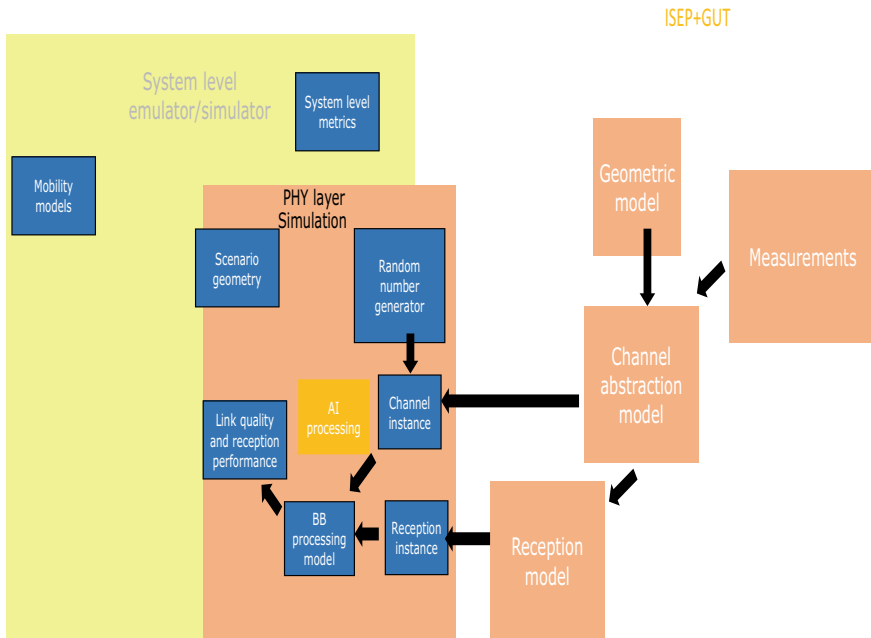 ISEP+GUT
System level
emulator/simulator
System level
metrics
Mobility
models
PHY layer
Simulation
Scenario
geometry
Random
number
generator
Geometric
model
Measurements
Channel
abstraction
model
AI
processing
Channel
instance
Link quality
and reception
performance
BB
processing
model
Reception
instance
Reception
model